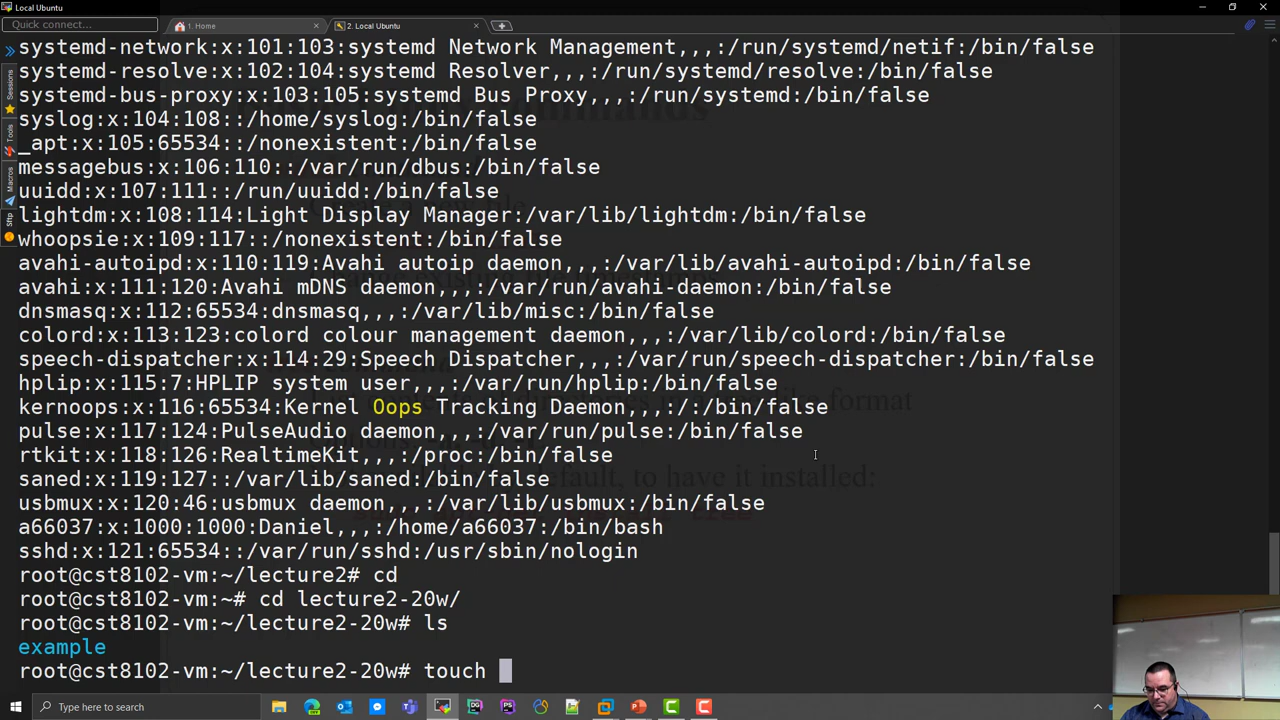 Local Ubuntu
Quick connect...
1. Home
2. Local Ubuntu
Sessions
Tools
Macros
Sftp
systemd-network:x:101:103:systemd Network Management,,,:/run/systemd/netif:/bin/false
systemd-resolve:x:102:104:systemd Resolver,,,:/run/systemd/resolve:/bin/false
systemd-bus-proxy:x:103:105:systemd Bus Proxy,,,:/run/systemd:/bin/false
syslog:x:104:108::/home/syslog:/bin/false
_apt:x:105:65534::/nonexistent:/bin/false
messagebus:x:106:110::/var/run/dbus:/bin/false
uuidd:x:107:111::/run/uuidd:/bin/false
lightdm:x:108:114:Light Display Manager:/var/lib/lightdm:/bin/false
whoopsie:x:109:117::/nonexistent:/bin/false
avahi-autoipd:x:110:119:Avahi autoip daemon,,,:/var/lib/avahi-autoipd:/bin/false
avahi:x:111:120:Avahi mDNS daemon,,,:/var/run/avahi-daemon:/bin/false
dnsmasq:x:112:65534:dnsmasq,,,:/var/lib/misc:/bin/false
colord:x:113:123:colord colour management daemon,,,:/var/lib/colord:/bin/false
speech-dispatcher:x:114:29:Speech Dispatcher,,,:/var/run/speech-dispatcher:/bin/false
hplip:x:115:7:HPLIP system user,,,:/var/run/hplip:/bin/false
kernoops:x:116:65534:Kernel Oops Tracking Daemon,,,:/:/bin/false
pulse:x:117:124:PulseAudio daemon,,,:/var/run/pulse:/bin/false
rtkit:x:118:126:RealtimeKit,,,:/proc:/bin/false
saned:x:119:127::/var/lib/saned:/bin/false
usbmux:x:120:46:usbmux daemon,,,:/var/lib/usbmux:/bin/false
a66037:x:1000:1000:Daniel,,,:/home/a66037:/bin/bash
sshd:x:121:65534::/var/run/sshd:/usr/sbin/nologin
root@cst8102-vm:~/lecture2# cd
root@cst8102-vm:~# cd lecture2-20w/
root@cst8102-vm:~/lecture2-20w# ls
example
root@cst8102-vm:~/lecture2-20w# touch
Type here to search